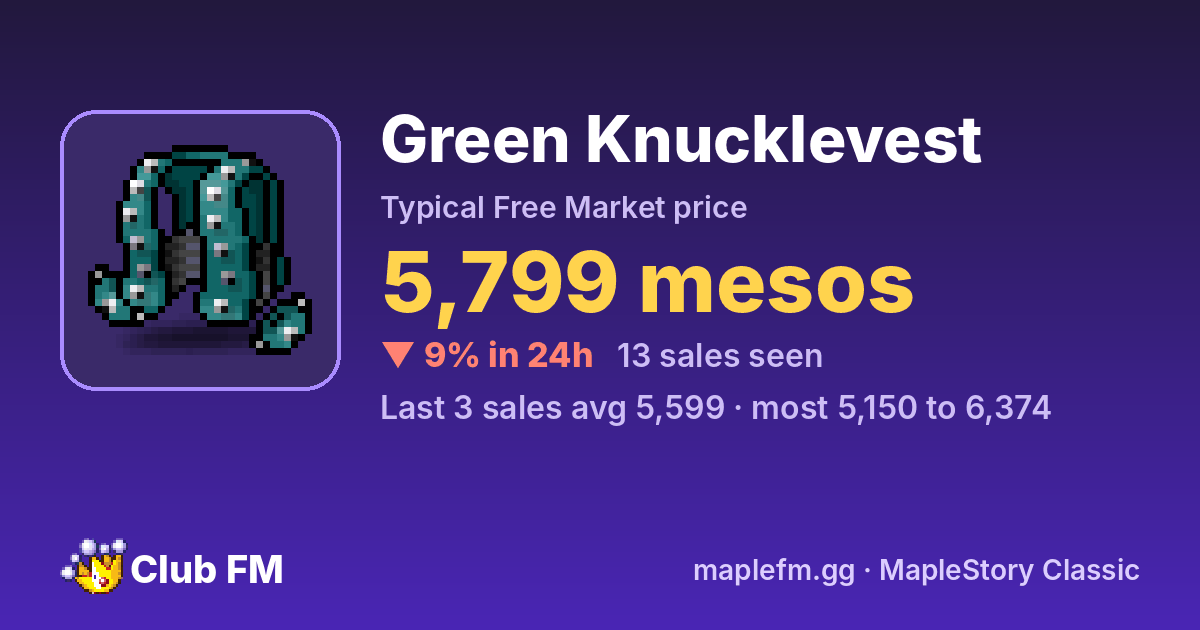 Green Knucklevest
Typical Free Market price
5,799 mesos
▼ 9% in 24h 13 sales seen
Last 3 sales avg 5,599 · most 5,150 to 6,374
Club FM
maplefm.gg · MapleStory Classic